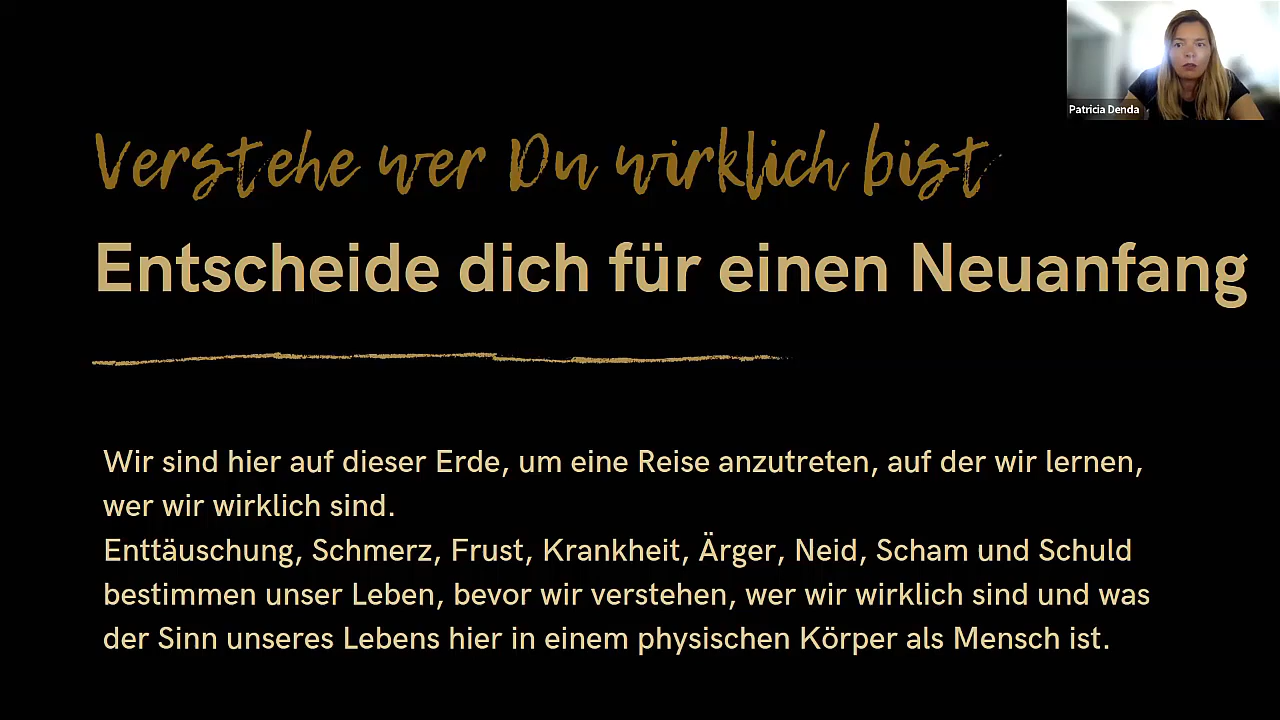 Patricia Denda
Verstehe wer Du wirklich bist
Entscheide dich für einen Neuanfang
Wir sind hier auf dieser Erde, um eine Reise anzutreten, auf der wir lernen,
wer wir wirklich sind.
Enttäuschung, Schmerz, Frust, Krankheit, Ärger, Neid, Scham und Schuld
bestimmen unser Leben, bevor wir verstehen, wer wir wirklich sind und was
der Sinn unseres Lebens hier in einem physischen Körper als Mensch ist.